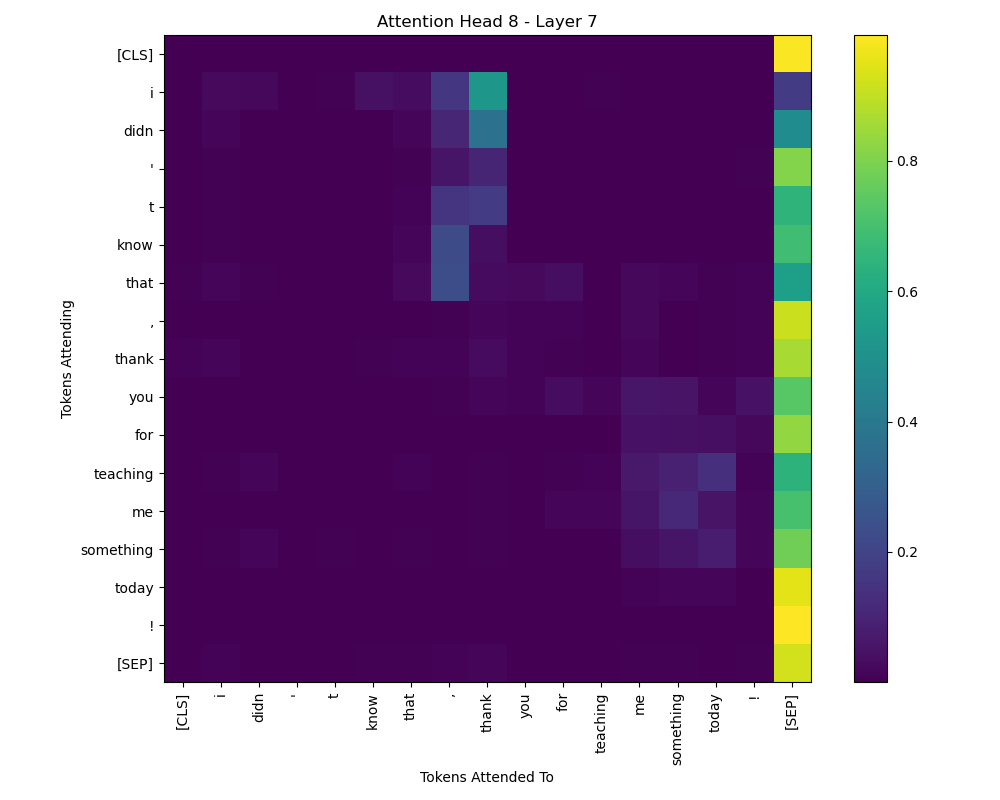 Attention Head 8 - Layer 7
Tokens Attending
[CLS]
i
didn
'
t
know
that
,
thank
you
for
teaching
me
something
today
!
[SEP]
[CLS]
i
didn
'
t
know
that
,
thank
you
for
teaching
me
something
today
!
[SEP]
Tokens Attended To
0.8
0.6
0.4
0.2